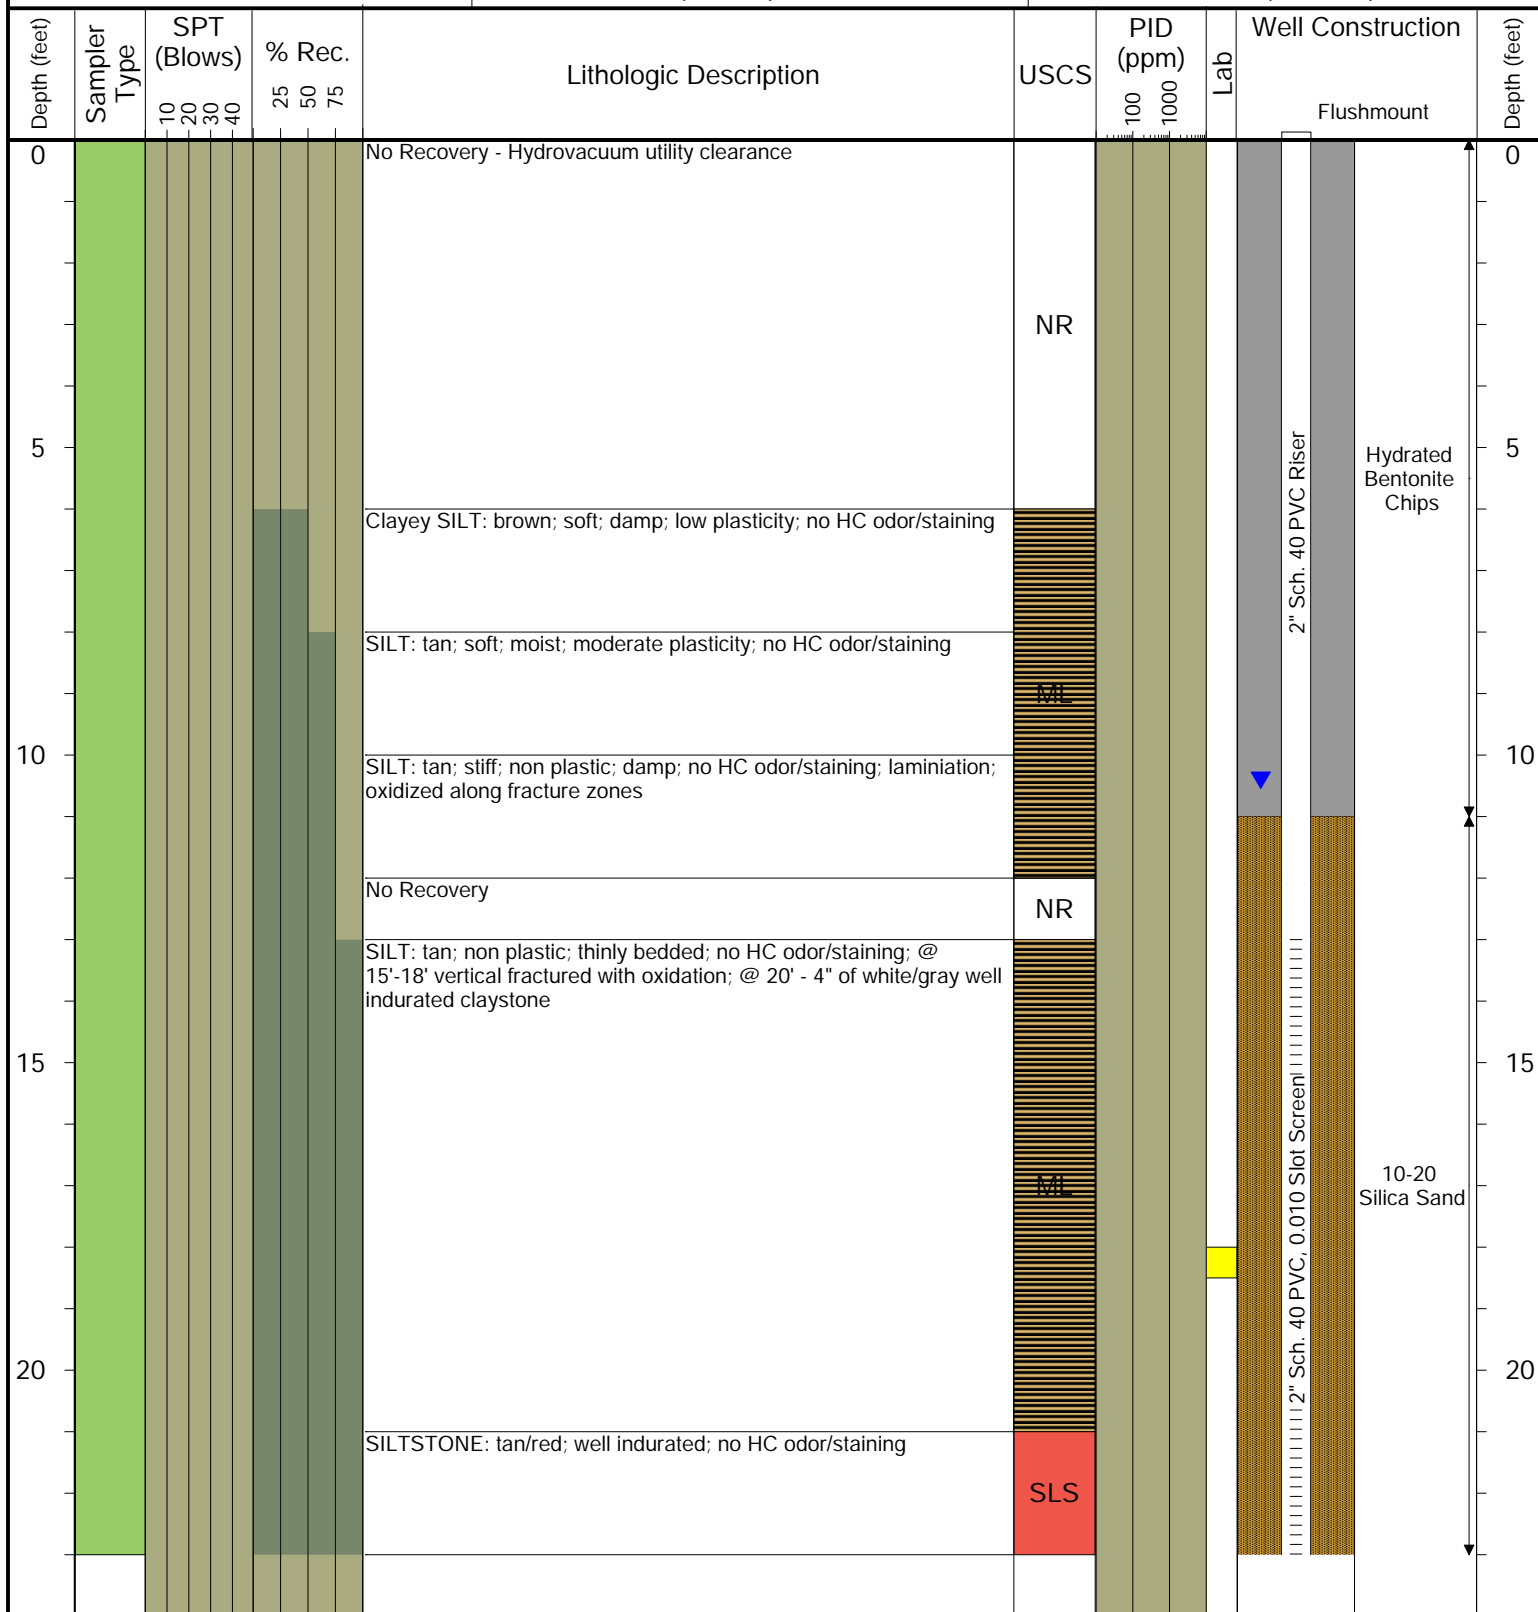 Depth (feet)
Sampler
Type
SPT
(Blows)
10
20
30
40
% Rec.
25
50
75
Lithologic Description
USCS
PID
(ppm)
100
1000
Lab
Well Construction
Flushmount
Depth (feet)
0
No Recovery - Hydrovacuum utility clearance
0
NR
5
2" Sch. 40 PVC Riser
Hydrated
Bentonite
Chips
5
Clayey SILT: brown; soft; damp; low plasticity; no HC odor/staining
SILT: tan; soft; moist; moderate plasticity; no HC odor/staining
ML
10
SILT: tan; stiff; non plastic; damp; no HC odor/staining; laminiation;
oxidized along fracture zones
10
No Recovery
NR
SILT: tan; non plastic; thinly bedded; no HC odor/staining; @
15'-18' vertical fractured with oxidation; @ 20' - 4" of white/gray well
indurated claystone
15
15
ML
2" Sch. 40 PVC, 0.010 Slot Screen
10-20
Silica Sand
20
20
SILTSTONE: tan/red; well indurated; no HC odor/staining
SLS